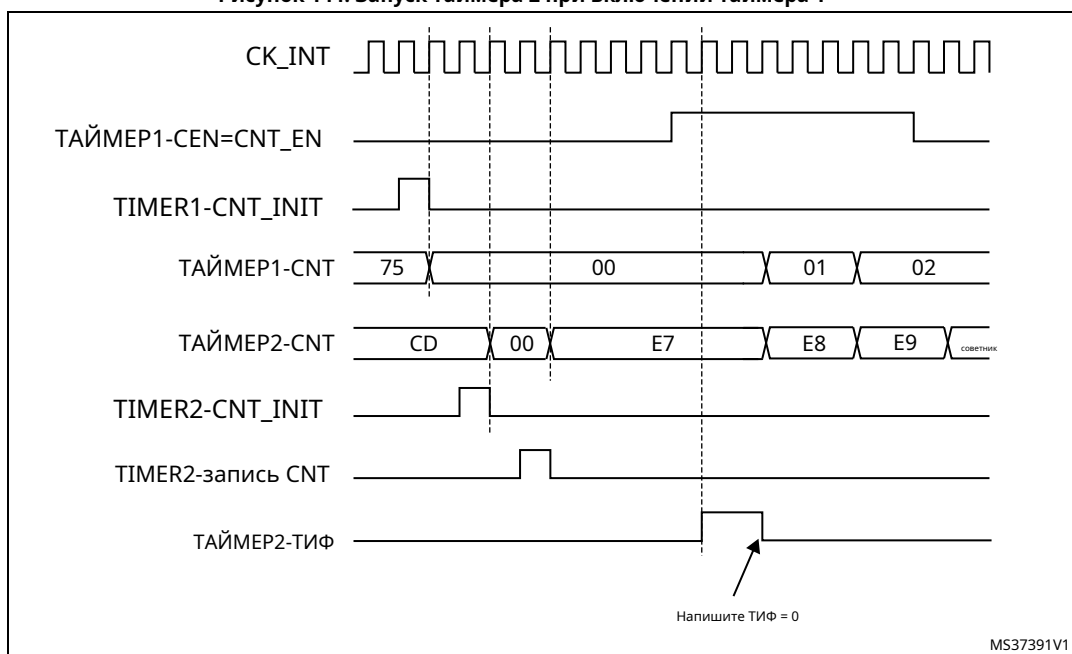 CK_INT
ТАЙМЕР1-CEN=CNT_EN
TIMER1-CNT_INIT
ТАЙМЕР1-CNT
75
00
01
02
ТАЙМЕР2-CNT
CD
00
E7
E8
E9
советник
TIMER2-CNT_INIT
TIMER2-запись CNT
ТАЙМЕР2-ТИФ
Напишите ТИФ = 0
MS37391V1